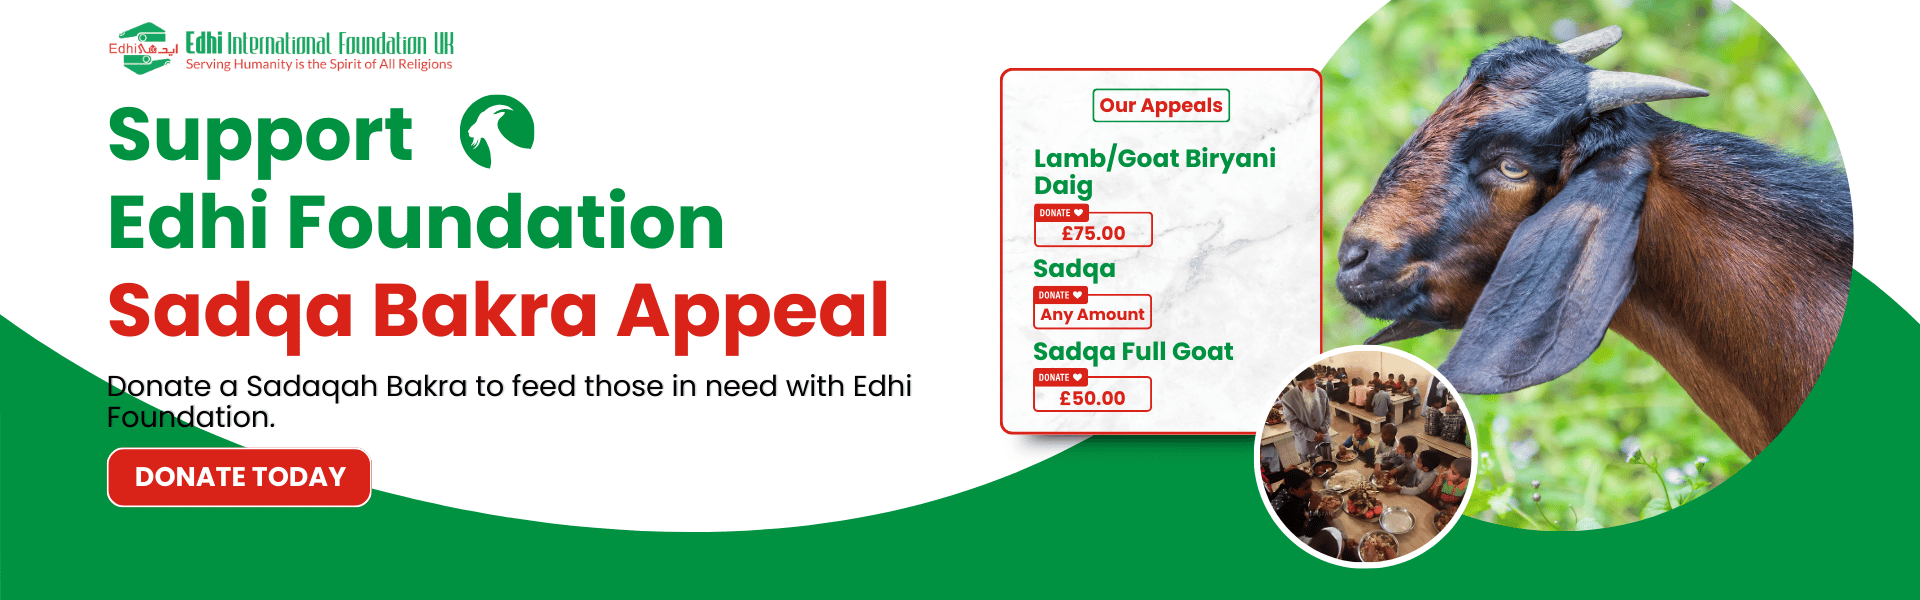 Edhi ایدھی
Edhi International Foundation UK
Serving Humanity is the Spirit of All Religions
Support
Edhi Foundation
Sadqa Bakra Appeal
Donate a Sadaqah Bakra to feed those in need with Edhi
Foundation.
DONATE TODAY
Our Appeals
Lamb/Goat Biryani
Daig
DONATE
£75.00
Sadqa
DONATE
Any Amount
Sadqa Full Goat
DONATE
£50.00